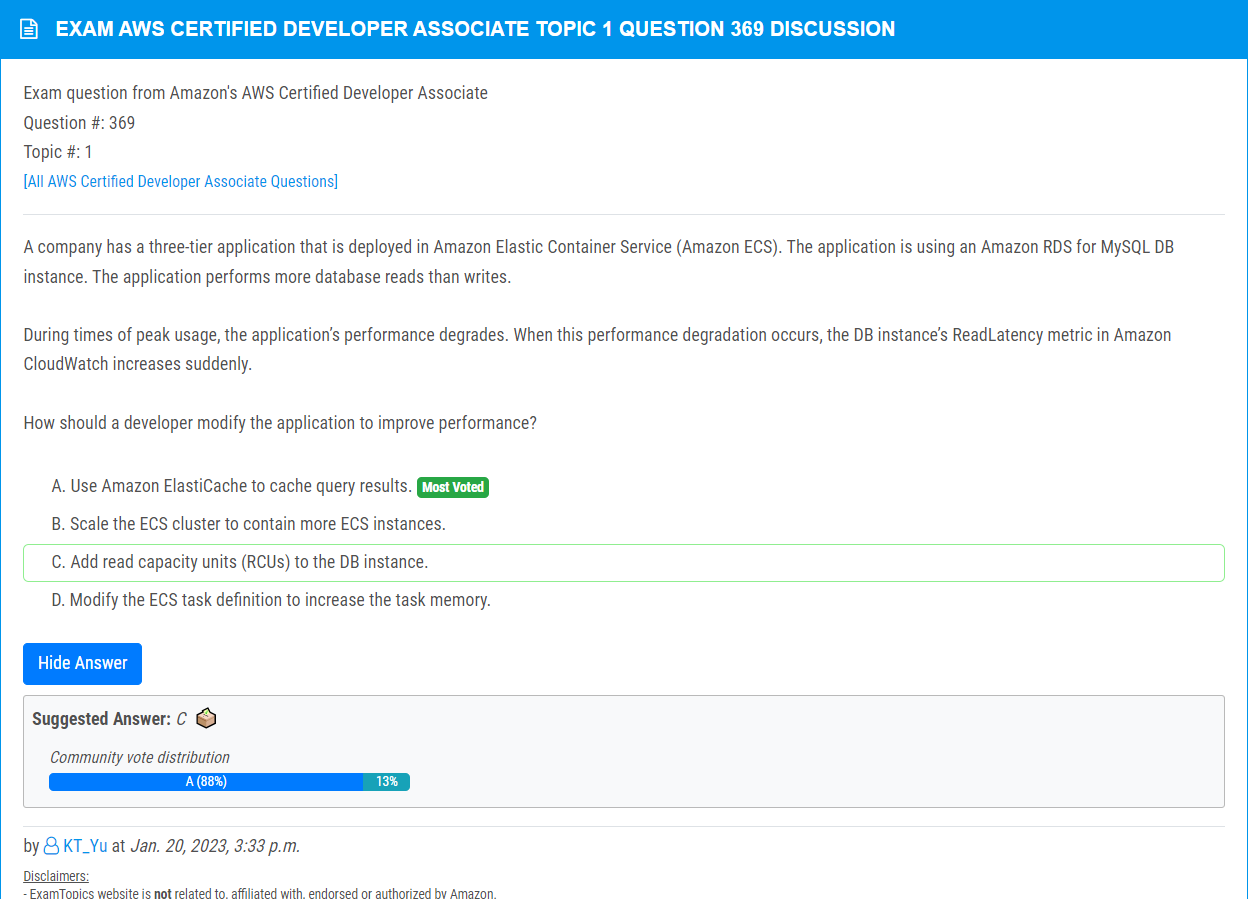 EXAM AWS CERTIFIED DEVELOPER ASSOCIATE TOPIC 1 QUESTION 369 DISCUSSION
Exam question from Amazon's AWS Certified Developer Associate
Question #: 369
Topic #: 1
[All AWS Certified Developer Associate Questions]
A company has a three-tier application that is deployed in Amazon Elastic Container Service (Amazon ECS). The application is using an Amazon RDS for MySQL DB
instance. The application performs more database reads than writes.
During times of peak usage, the application’s performance degrades. When this performance degradation occurs, the DB instance’s ReadLatency metric in Amazon
CloudWatch increases suddenly.
How should a developer modify the application to improve performance?
A. Use Amazon ElastiCache to cache query results. Most Voted
B. Scale the ECS cluster to contain more ECS instances.
C. Add read capacity units (RCUs) to the DB instance.
D. Modify the ECS task definition to increase the task memory.
Hide Answer
Suggested Answer: C
Community vote distribution
A (88%) 13%
by KT_Yu at Jan. 20, 2023, 3:33 p.m.
Disclaimers:
- ExamTopics website is not related to, affiliated with, endorsed or authorized by Amazon.